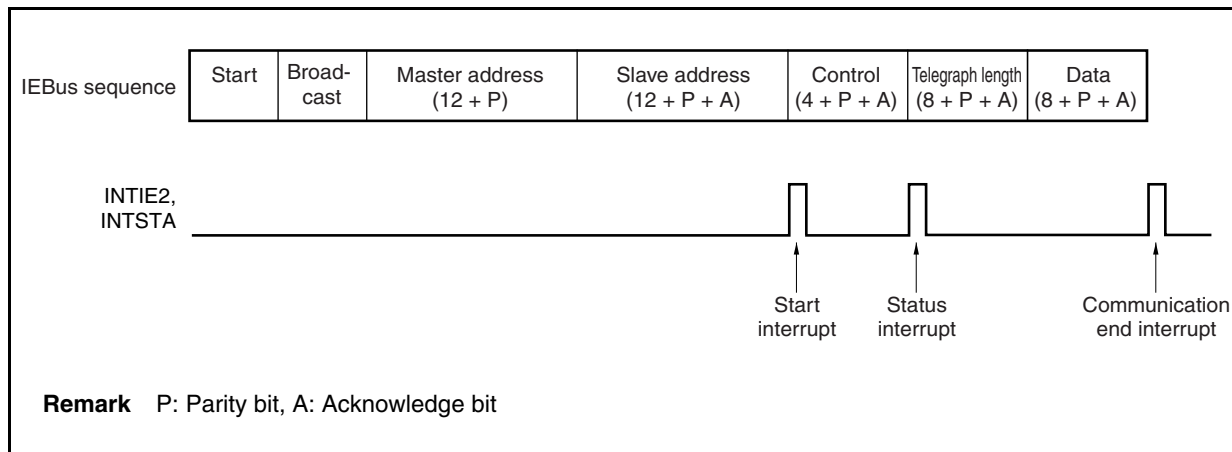 IEBus sequence
Start
Broad-
cast
Master address
(12 + P)
Slave address
(12 + P + A)
Control
(4 + P + A)
Telegraph length
(8 + P + A)
Data
(8 + P + A)
INTIE2,
INTSTA
Start
interrupt
Status
interrupt
Communication
end interrupt
Remark P: Parity bit, A: Acknowledge bit